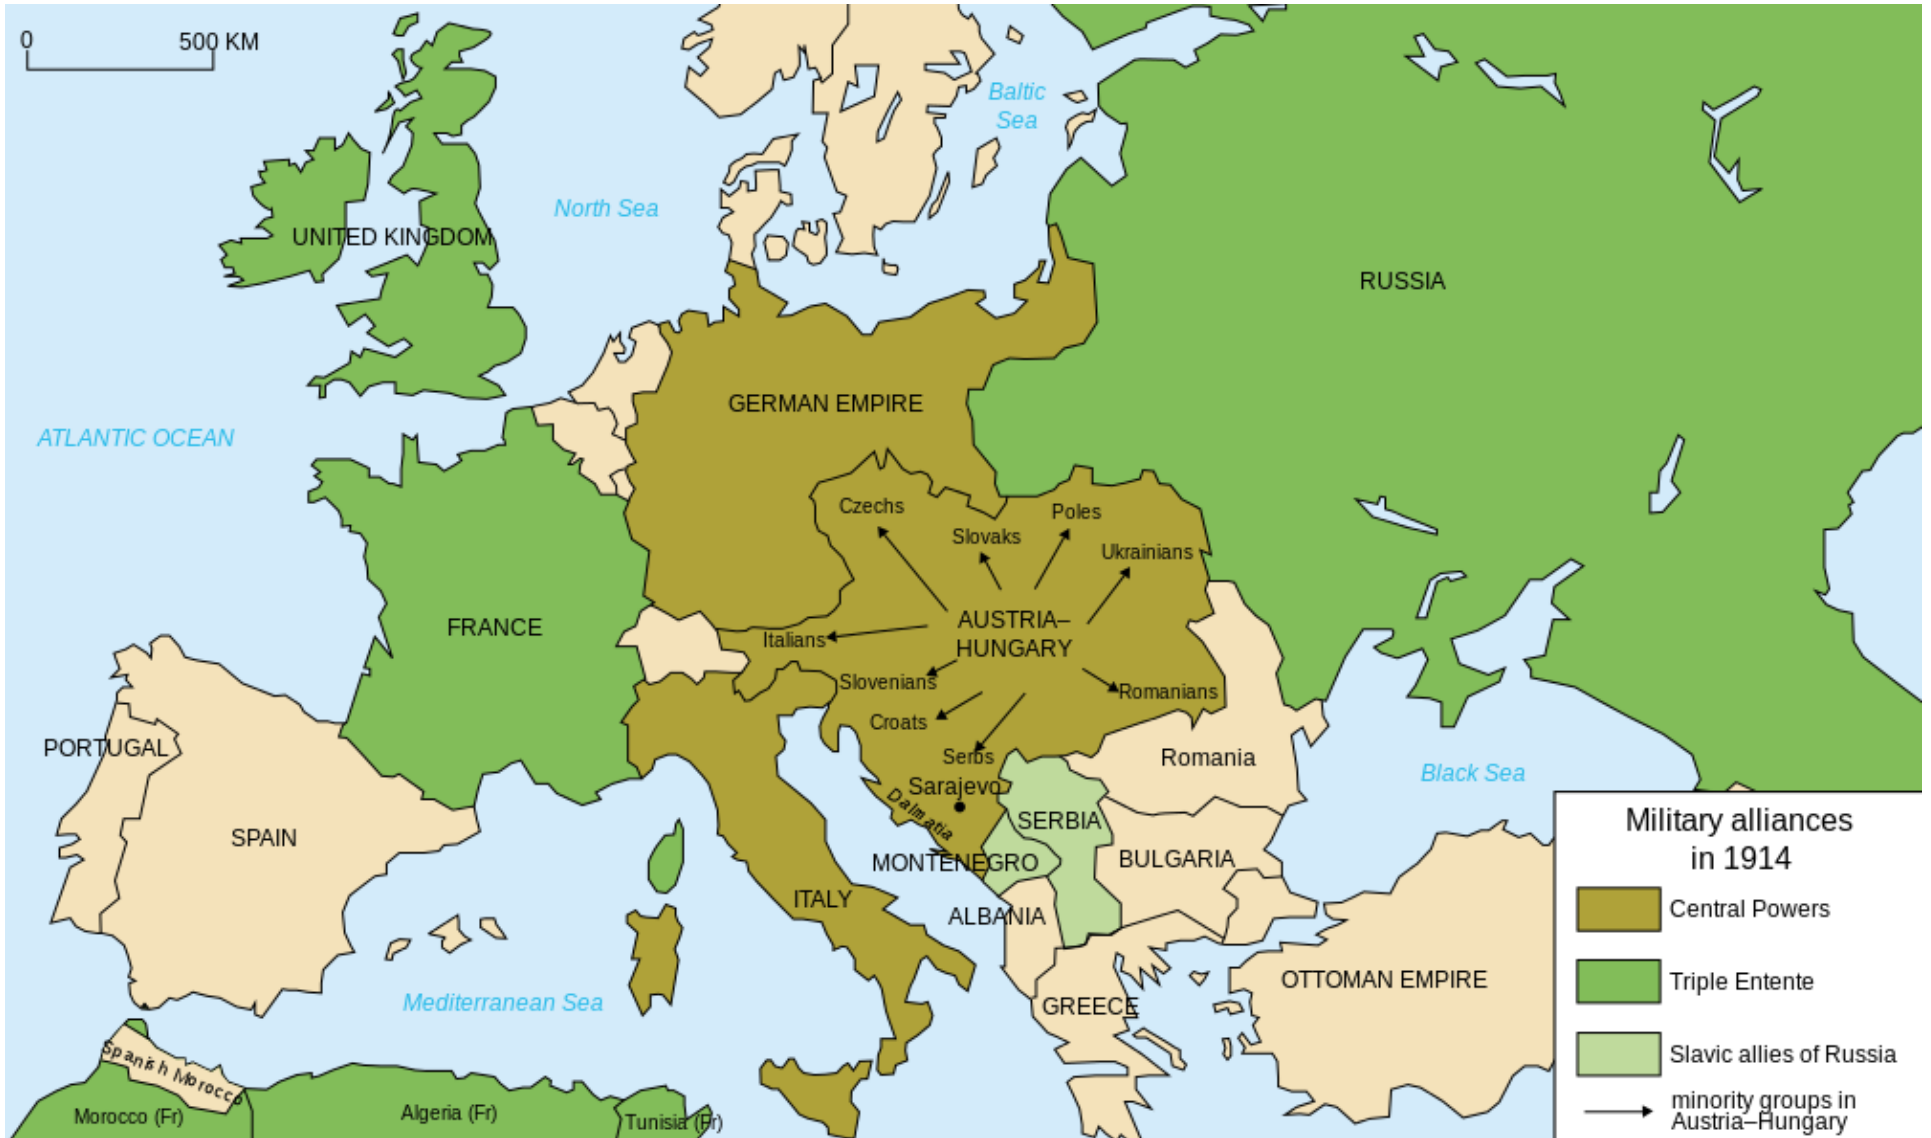 0
500 KM
Baltic
Sea
North Sea
UNITED KINGDOM
RUSSIA
GERMAN EMPIRE
ATLANTIC OCEAN
Czechs
Poles
Slovaks
Ukrainians
AUSTRIA–
HUNGARY
FRANCE
Italians
Slovenians
Romanians
Croats
Serbs
PORTUGAL
Romania
Black Sea
Sarajevo
Dalmatia
SERBIA
SPAIN
MONTENEGRO
BULGARIA
ITALY
ALBANIA
OTTOMAN EMPIRE
Mediterranean Sea
GREECE
Spanish Morocco
Morocco (Fr)
Algeria (Fr)
Tunisia (Fr)
Military alliances
in 1914
Central Powers
Triple Entente
Slavic allies of Russia
minority groups in
Austria–Hungary